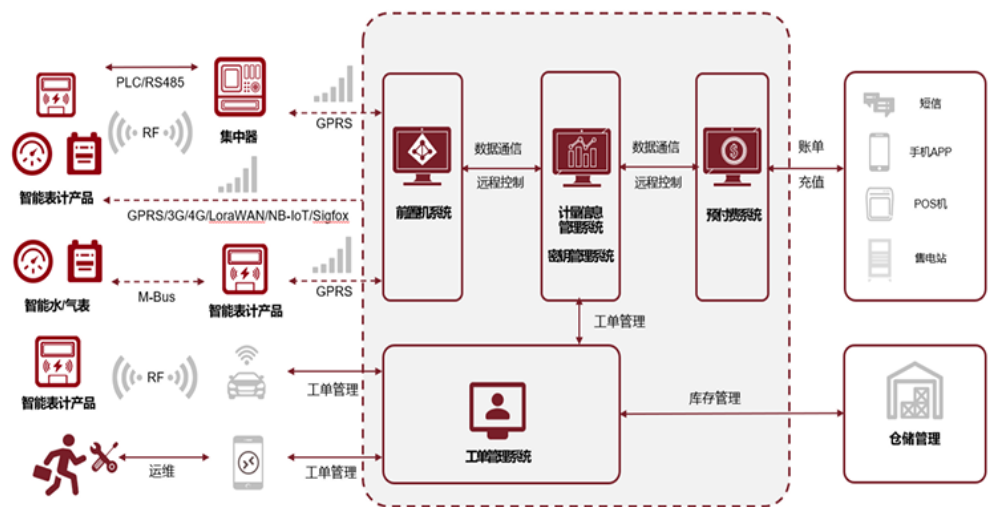 PLC/RS485
RF
集中器
GPRS
智能表计产品
GPRS/3G/4G/LoraWAN/NB-IoT/Sigfox
智能水/气表
M-Bus
智能表计产品
GPRS
智能表计产品
RF
工单管理
运维
工单管理
前置机系统
数据通信
远程控制
计量信息
管理系统
密钥管理系统
数据通信
远程控制
预付费系统
工单管理
工单管理系统
账单
充值
短信
手机APP
POS机
售电站
库存管理
仓储管理